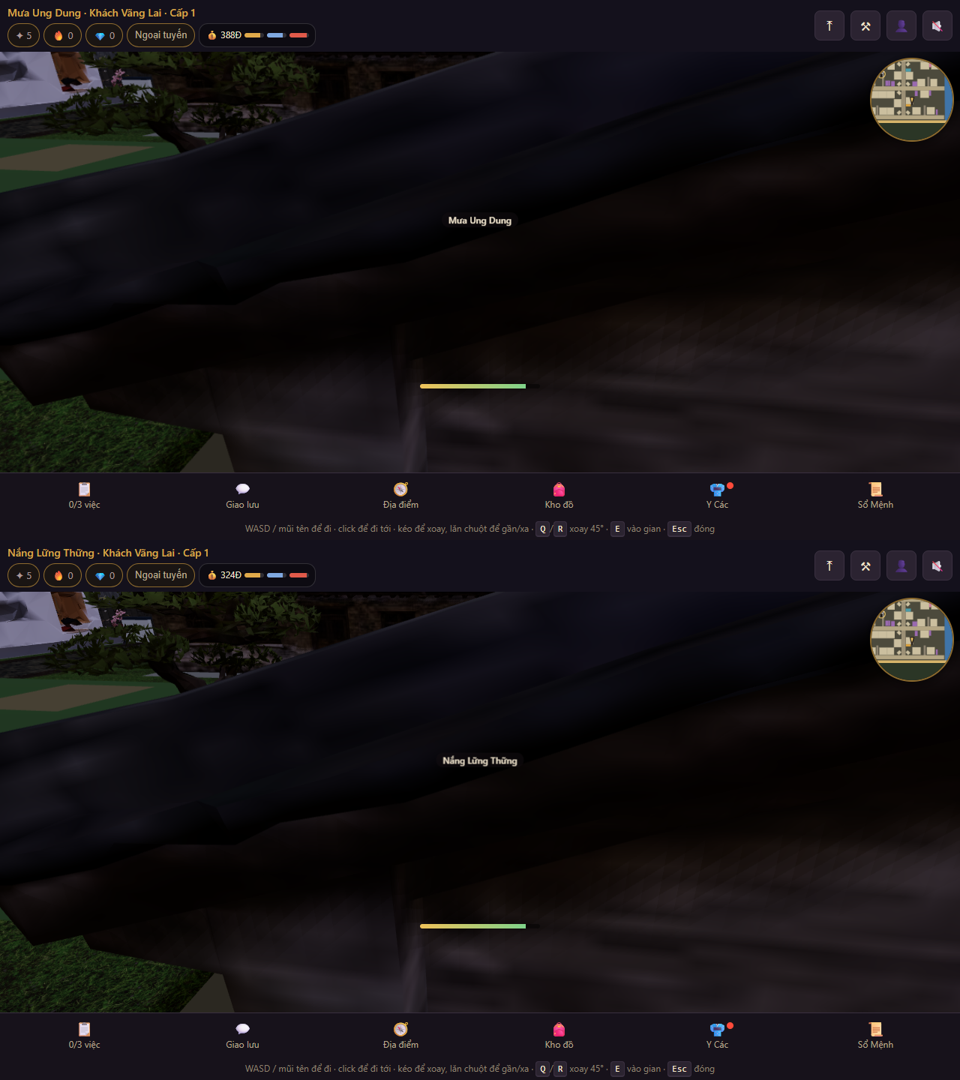 Mưa Ung Dung · Khách Vãng Lai · Cấp 1
5 0 0 Ngoại tuyến 388Đ
Mưa Ung Dung
0/3 việc Giao lưu Địa điểm Kho đồ Y Các Sổ Mệnh
WASD / mũi tên để đi · click để đi tới · kéo để xoay, lăn chuột để gần/xa · Q / R xoay 45° · E vào gian · Esc đóng
Nắng Lững Thững · Khách Vãng Lai · Cấp 1
5 0 0 Ngoại tuyến 324Đ
Nắng Lững Thững
0/3 việc Giao lưu Địa điểm Kho đồ Y Các Sổ Mệnh
WASD / mũi tên để đi · click để đi tới · kéo để xoay, lăn chuột để gần/xa · Q / R xoay 45° · E vào gian · Esc đóng